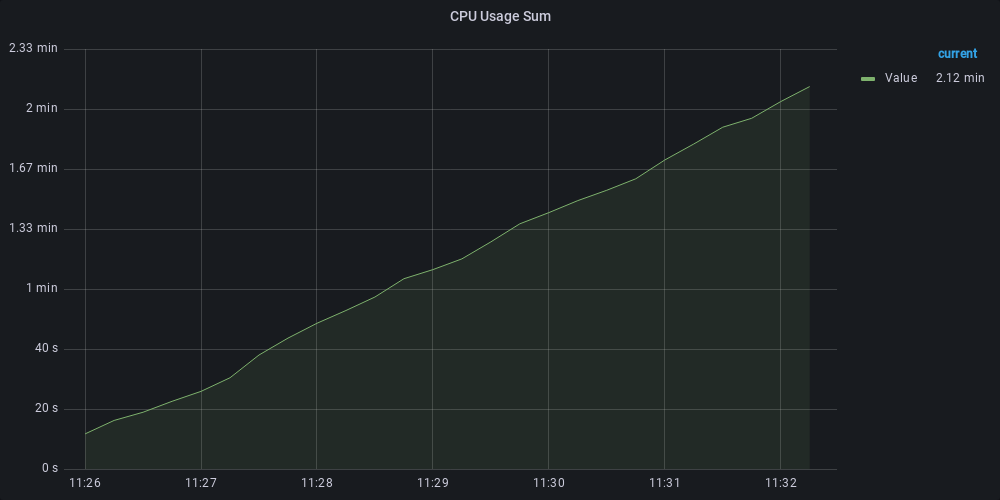 CPU Usage Sum
current
Value 2.12 min
2.33 min
2 min
1.67 min
1.33 min
1 min
40 s
20 s
0 s
11:26 11:27 11:28 11:29 11:30 11:31 11:32